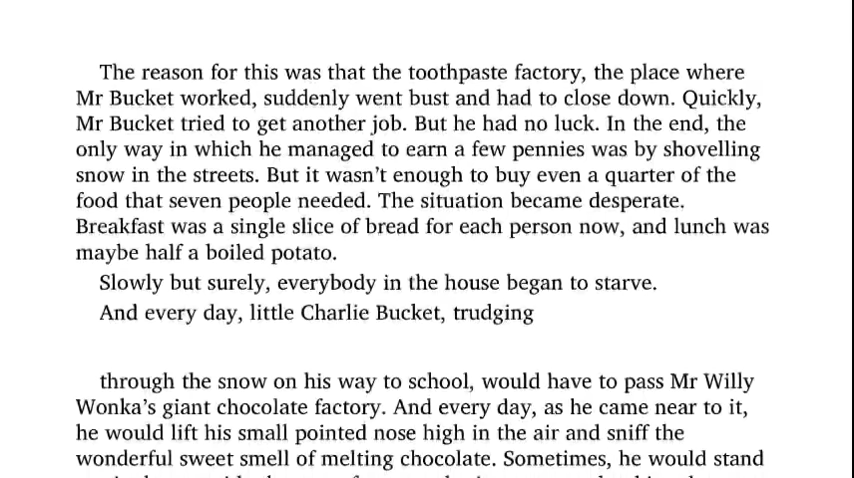 The reason for this was that the toothpaste factory, the place where
Mr Bucket worked, suddenly went bust and had to close down. Quickly,
Mr Bucket tried to get another job. But he had no luck. In the end, the
only way in which he managed to earn a few pennies was by shovelling
snow in the streets. But it wasn’t enough to buy even a quarter of the
food that seven people needed. The situation became desperate.
Breakfast was a single slice of bread for each person now, and lunch was
maybe half a boiled potato.
Slowly but surely, everybody in the house began to starve.
And every day, little Charlie Bucket, trudging
through the snow on his way to school, would have to pass Mr Willy
Wonka’s giant chocolate factory. And every day, as he came near to it,
he would lift his small pointed nose high in the air and sniff the
wonderful sweet smell of melting chocolate. Sometimes, he would stand